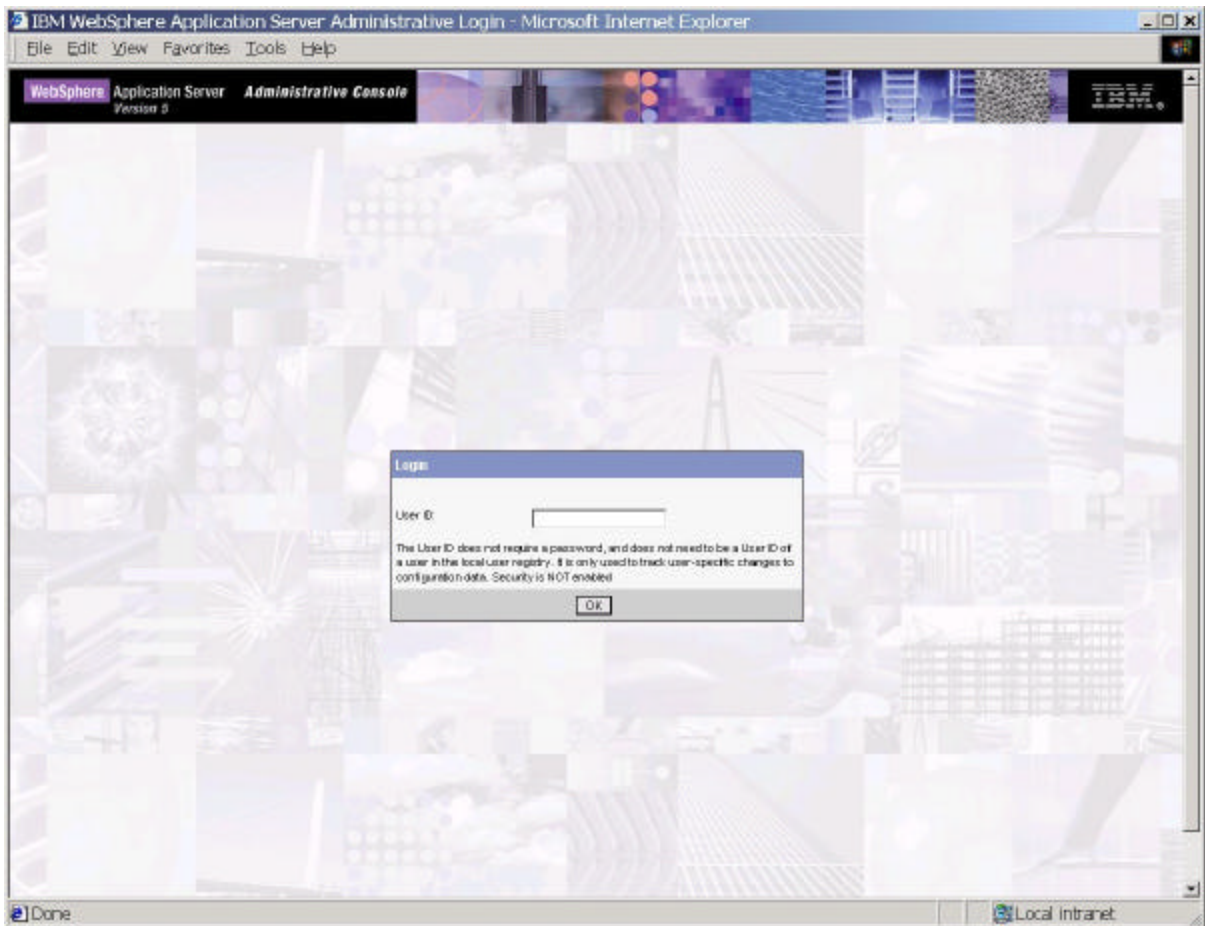 IBM WebSphere Application Server Administrative Login - Microsoft Internet Explorer
File Edit View Favorites Tools Help
WebSphere Application Server Administrative Console
Version 5
IBM
Login
User ID:
The User ID does not require a password, and does not need to be a User ID of
a user in the local user registry. It is only used to track user-specific changes to
configuration data. Security is NOT enabled
OK
Done
Local intranet